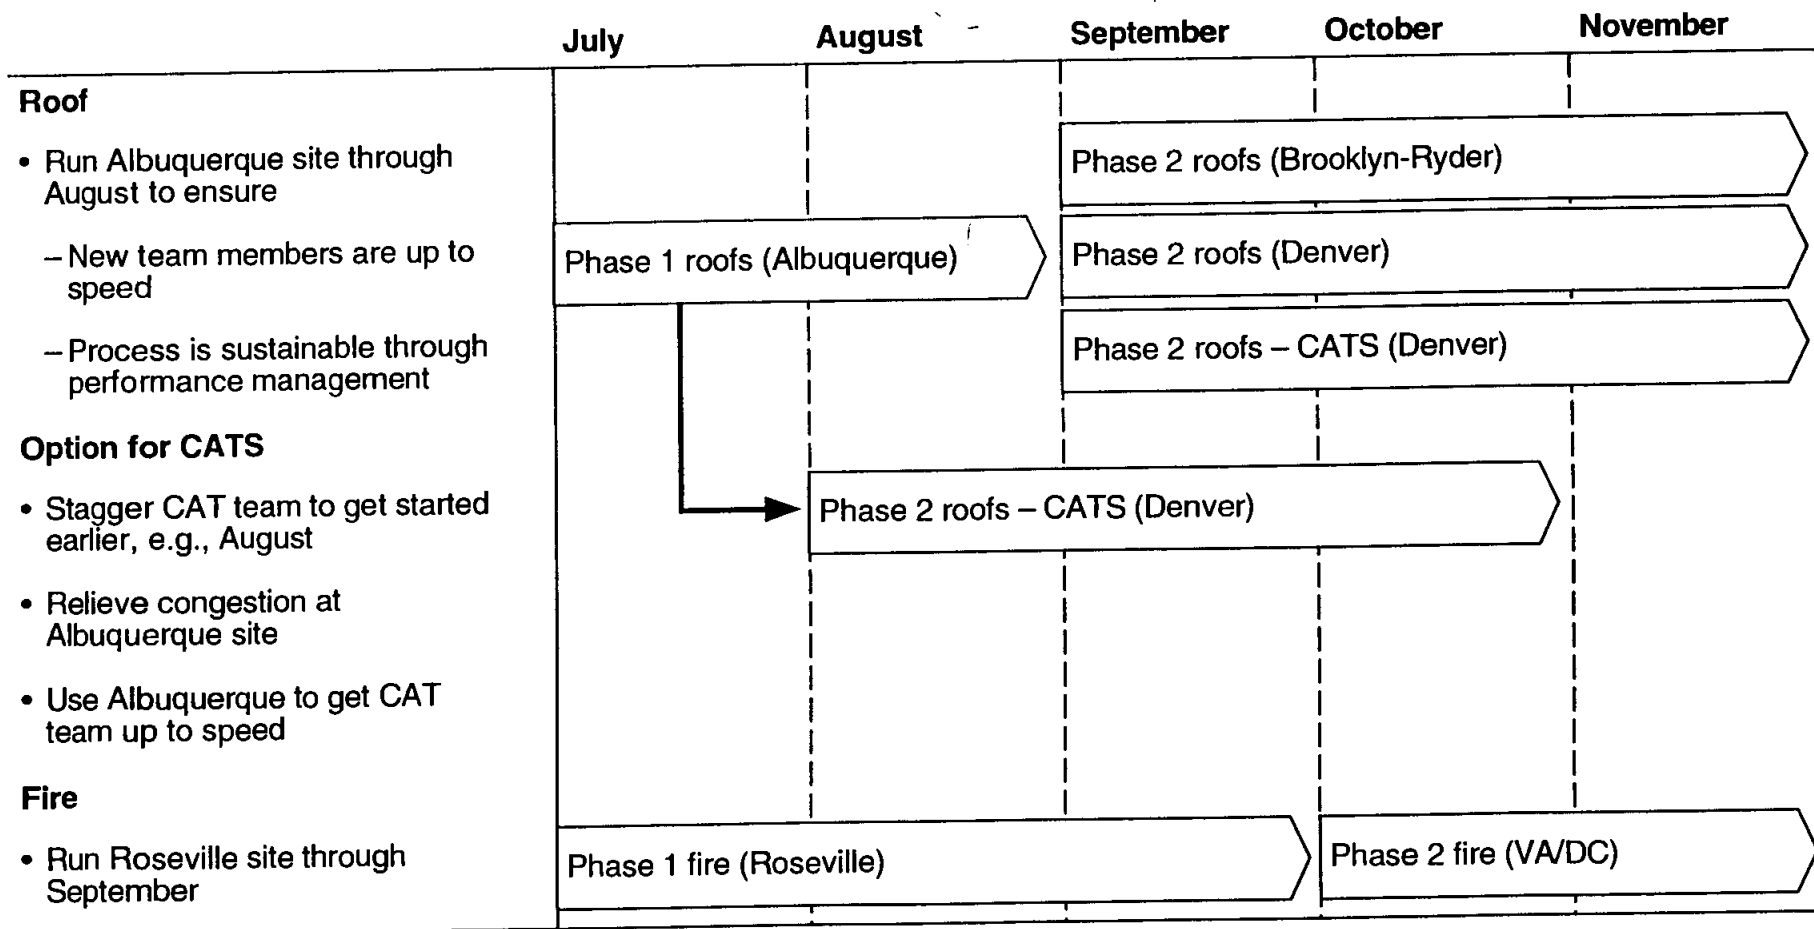 July August September October November
Roof
• Run Albuquerque site through
August to ensure
– New team members are up to
speed
– Process is sustainable through
performance management
Phase 1 roofs (Albuquerque)
Phase 2 roofs (Brooklyn-Ryder)
Phase 2 roofs (Denver)
Phase 2 roofs – CATS (Denver)
Option for CATS
• Stagger CAT team to get started
earlier, e.g., August
• Relieve congestion at
Albuquerque site
• Use Albuquerque to get CAT
team up to speed
Phase 2 roofs – CATS (Denver)
Fire
• Run Roseville site through
September
Phase 1 fire (Roseville)
Phase 2 fire (VA/DC)